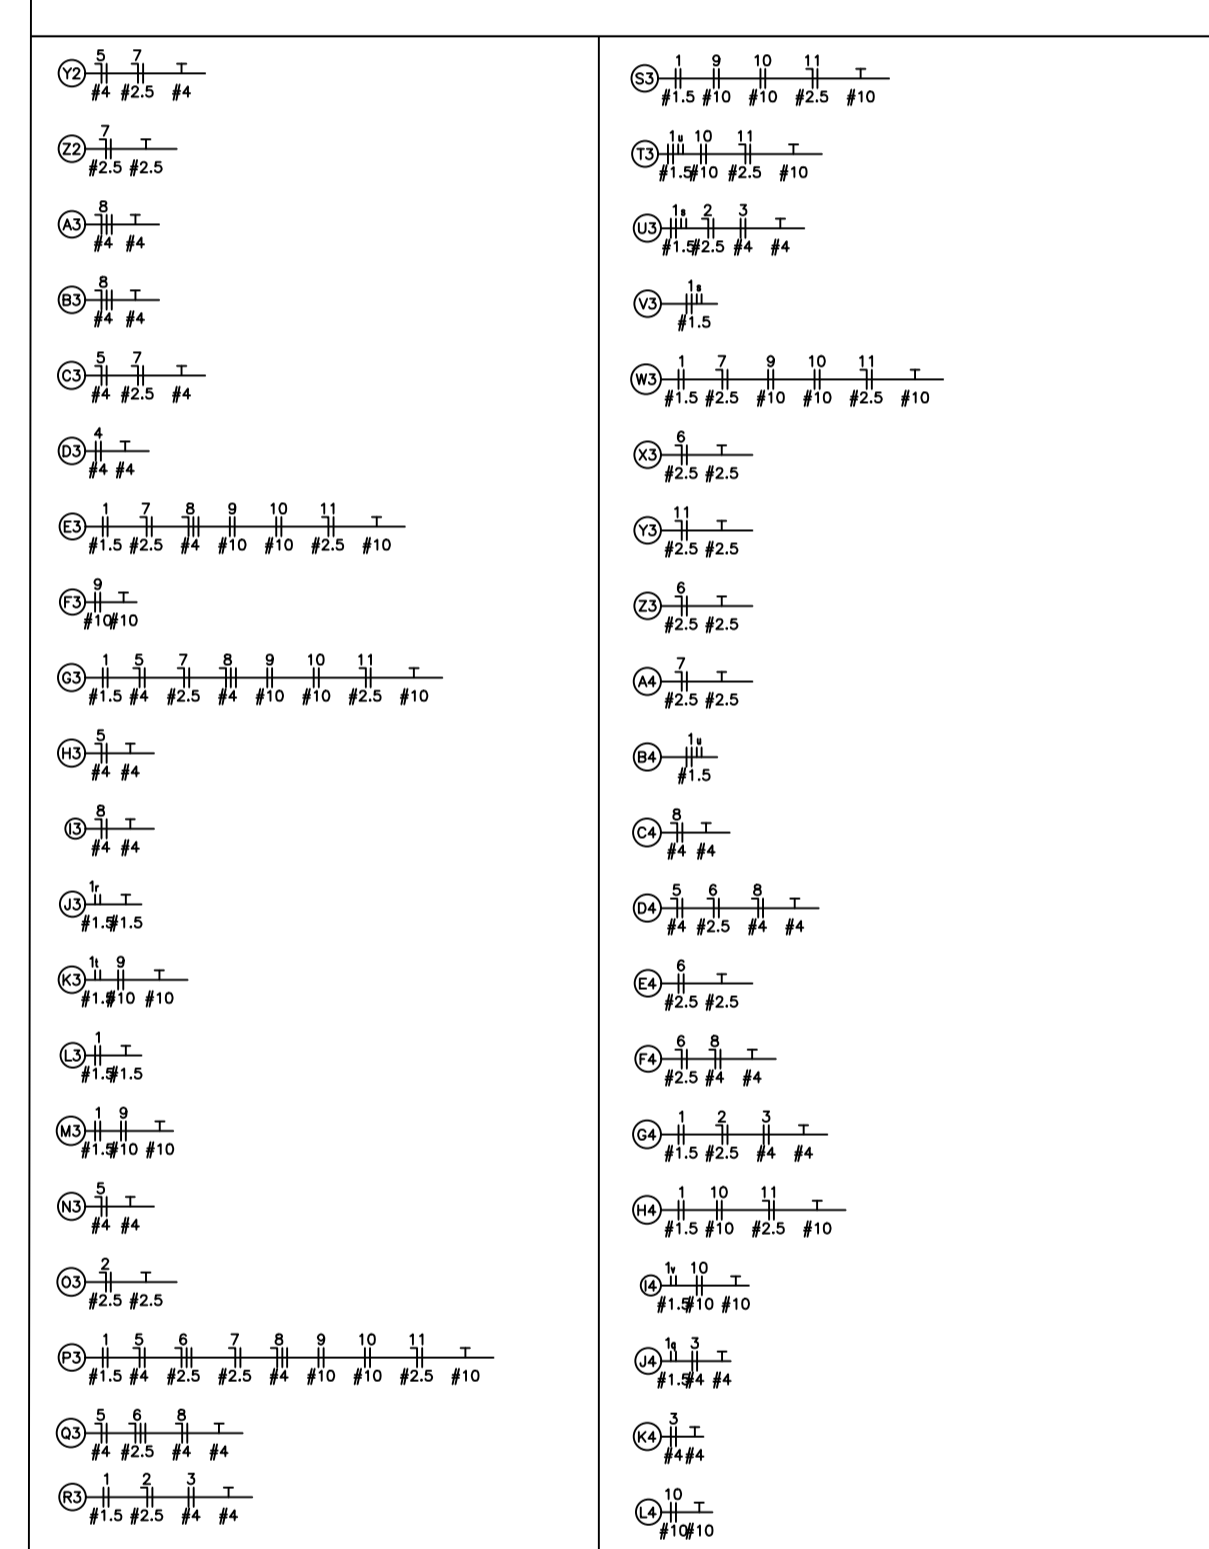 5 7
Y2 T
#4 #2.5 #4
7
Z2 T
#2.5 #2.5
8
A3 T
#4 #4
8
B3 T
#4 #4
5 7
C3 T
#4 #2.5 #4
4
D3 T
#4 #4
1 7 8 9 10 11
E3 T
#1.5 #2.5 #4 #10 #10 #2.5 #10
9
F3 T
#10 #10
1 5 7 8 9 10 11
G3 T
#1.5 #4 #2.5 #4 #10 #10 #2.5 #10
5
H3 T
#4 #4
8
I3 T
#4 #4
1r
J3 T
#1.5 #1.5
1t 9
K3 T
#1.5 #10 #10
1
L3 T
#1.5 #1.5
1 9
M3 T
#1.5 #10 #10
5
N3 T
#4 #4
2
O3 T
#2.5 #2.5
1 5 6 7 8 9 10 11
P3 T
#1.5 #4 #2.5 #2.5 #4 #10 #10 #2.5 #10
5 6 8
Q3 T
#4 #2.5 #4 #4
1 2 3
R3 T
#1.5 #2.5 #4 #4
1 9 10 11
S3 T
#1.5 #10 #10 #2.5 #10
1u 10 11
T3 T
#1.5 #10 #2.5 #10
1s 2 3
U3 T
#1.5 #2.5 #4 #4
1s
V3
#1.5
1 7 9 10 11
W3 T
#1.5 #2.5 #10 #10 #2.5 #10
6
X3 T
#2.5 #2.5
11
Y3 T
#2.5 #2.5
6
Z3 T
#2.5 #2.5
7
A4 T
#2.5 #2.5
1u
B4
#1.5
8
C4 T
#4 #4
5 6 8
D4 T
#4 #2.5 #4 #4
6
E4 T
#2.5 #2.5
6 8
F4 T
#2.5 #4 #4
1 2 3
G4 T
#1.5 #2.5 #4 #4
1 10 11
H4 T
#1.5 #10 #2.5 #10
1v 10
I4 T
#1.5 #10 #10
1q 3
J4 T
#1.5 #4 #4
3
K4 T
#4 #4
10
L4 T
#10 #10